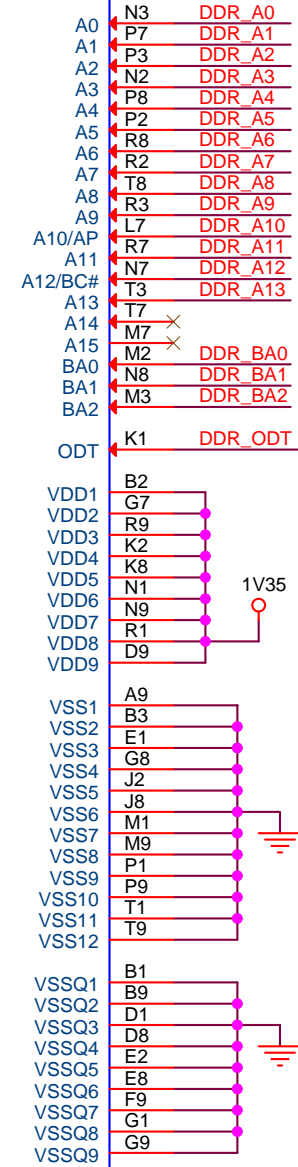 A0 N3 DDR_A0
A1 P7 DDR_A1
A2 P3 DDR_A2
A3 N2 DDR_A3
A4 P8 DDR_A4
A5 P2 DDR_A5
A6 R8 DDR_A6
A7 R2 DDR_A7
A8 T8 DDR_A8
A9 R3 DDR_A9
A10/AP L7 DDR_A10
A11 R7 DDR_A11
A12/BC# N7 DDR_A12
A13 T3 DDR_A13
A14 T7
A15 M7
BA0 M2 DDR_BA0
BA1 N8 DDR_BA1
BA2 M3 DDR_BA2
ODT K1 DDR_ODT
VDD1 B2
VDD2 G7
VDD3 R9
VDD4 K2
VDD5 K8
1V35
VDD6 N1
VDD7 N9
VDD8 R1
VDD9 D9
VSS1 A9
VSS2 B3
VSS3 E1
VSS4 G8
VSS5 J2
VSS6 J8
VSS7 M1
VSS8 M9
VSS9 P1
VSS10 P9
VSS11 T1
VSS12 T9
VSSQ1 B1
VSSQ2 B9
VSSQ3 D1
VSSQ4 D8
VSSQ5 E2
VSSQ6 E8
VSSQ7 F9
VSSQ8 G1
VSSQ9 G9